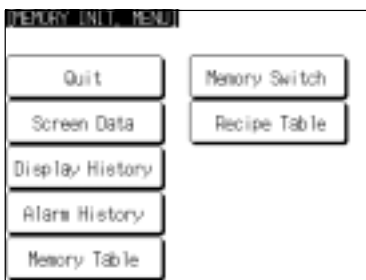 [MEMORY INIT. MENU]
Quit
Memory Switch
Screen Data
Recipe Table
Display History
Alarm History
Memory Table